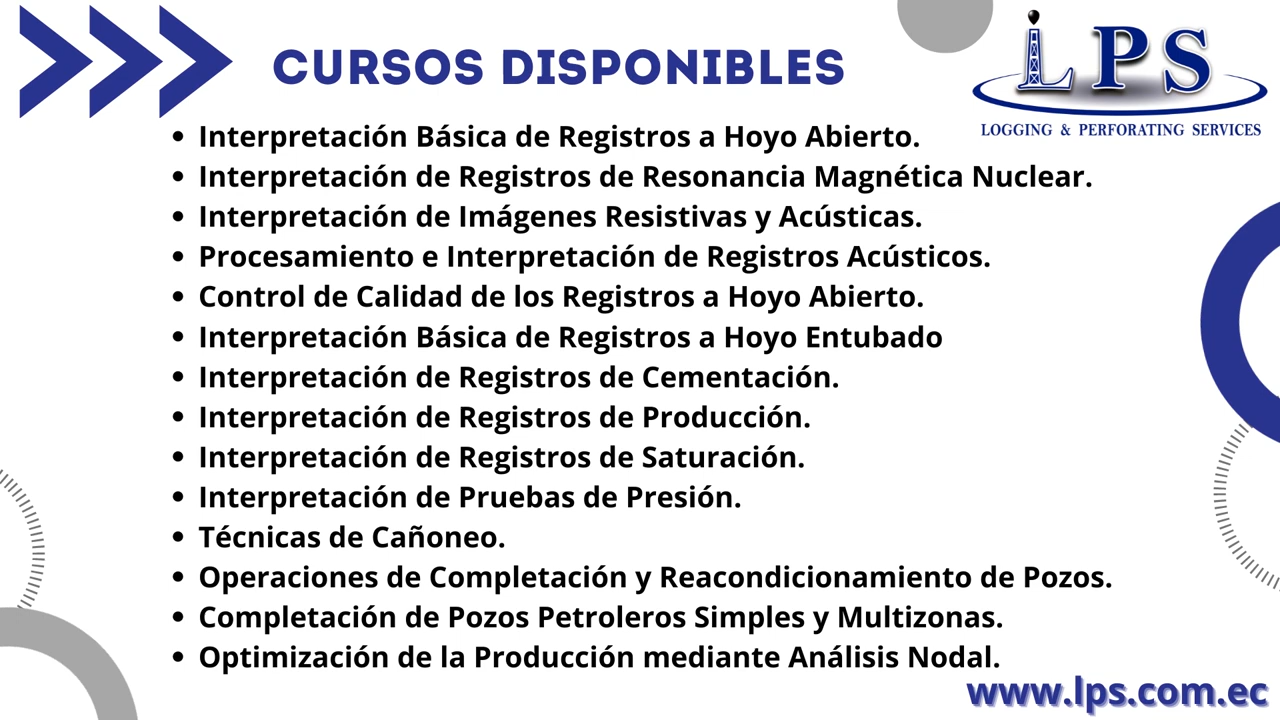 CURSOS DISPONIBLES
LPS
LOGGING & PERFORATING SERVICES
• Interpretación Básica de Registros a Hoyo Abierto.
• Interpretación de Registros de Resonancia Magnética Nuclear.
• Interpretación de Imágenes Resistivas y Acústicas.
• Procesamiento e Interpretación de Registros Acústicos.
• Control de Calidad de los Registros a Hoyo Abierto.
• Interpretación Básica de Registros a Hoyo Entubado
• Interpretación de Registros de Cementación.
• Interpretación de Registros de Producción.
• Interpretación de Registros de Saturación.
• Interpretación de Pruebas de Presión.
• Técnicas de Cañoneo.
• Operaciones de Completación y Reacondicionamiento de Pozos.
• Completación de Pozos Petroleros Simples y Multizonas.
• Optimización de la Producción mediante Análisis Nodal.
www.lps.com.ec